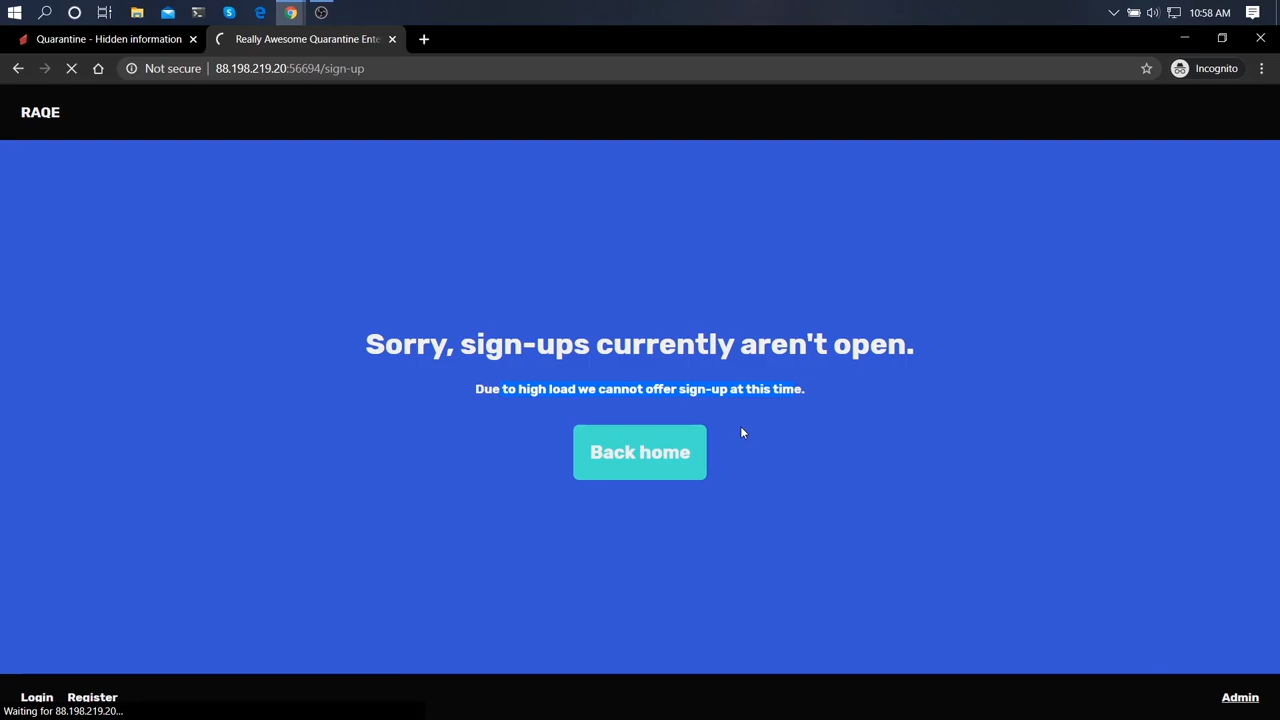 10:58 AM
Quarantine - Hidden information
Really Awesome Quarantine Ente
Not secure
88.198.219.20:56694/sign-up
Incognito
RAQE
Sorry, sign-ups currently aren't open.
Due to high load we cannot offer sign-up at this time.
Back home
Login Register
Admin
Waiting for 88.198.219.20...